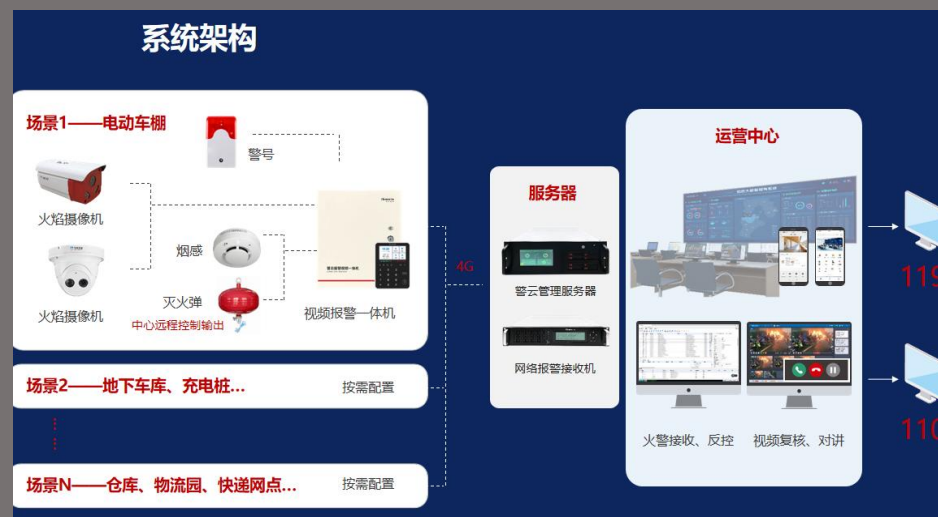 系统架构
场景1——电动车棚
警号
火焰摄像机
烟感
灭火弹
中心远程控制输出
火焰摄像机
视频报警一体机
场景2——地下车库、充电桩...
按需配置
场景N——仓库、物流园、快递网点...
按需配置
4G
服务器
警云管理服务器
网络报警接收机
运营中心
火警接收、反控
视频复核、对讲
119
110